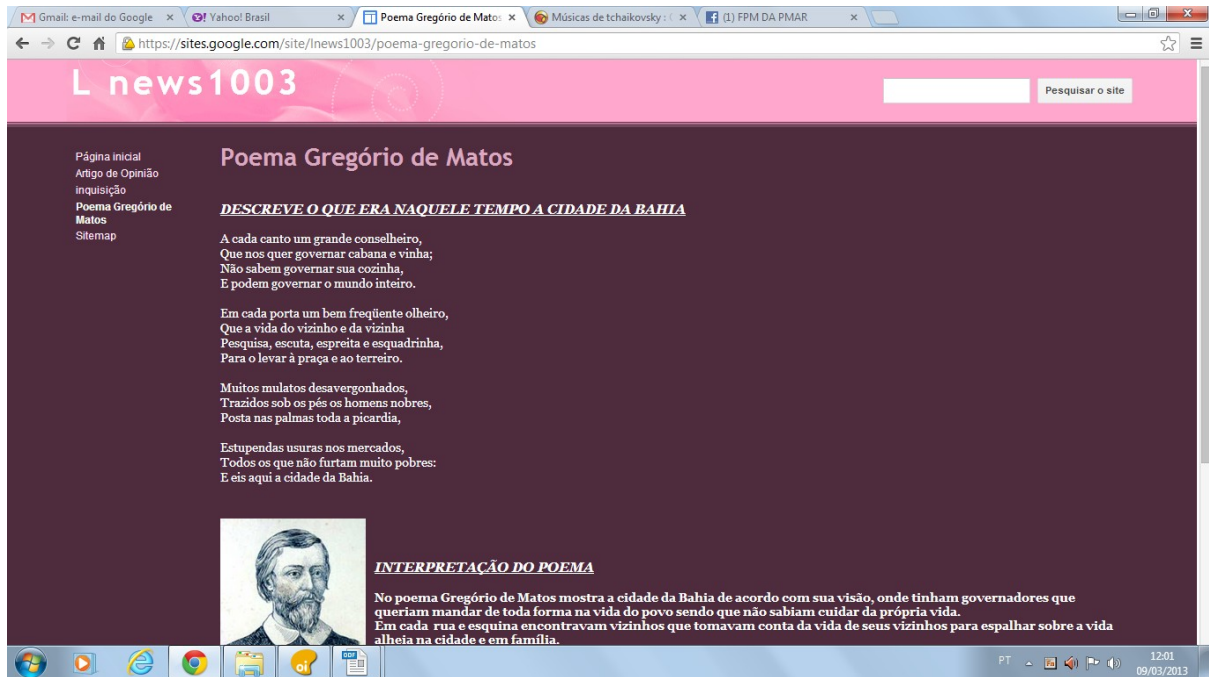 Gmail: e-mail do Google
Yahoo! Brasil
Poema Gregório de Matos
Músicas de tchaikovsky :
(1) FPM DA PMAR
https://sites.google.com/site/lnews1003/poema-gregorio-de-matos
L news1003
Pesquisar o site
Página inicial
Artigo de Opinião
inquisição
Poema Gregório de
Matos
Sitemap
Poema Gregório de Matos
DESCREVE O QUE ERA NAQUELE TEMPO A CIDADE DA BAHIA
A cada canto um grande conselheiro,
Que nos quer governar cabana e vinha;
Não sabem governar sua cozinha,
E podem governar o mundo inteiro.
Em cada porta um bem freqüente olheiro,
Que a vida do vizinho e da vizinha
Pesquisa, escuta, espreita e esquadrinha,
Para o levar à praça e ao terreiro.
Muitos mulatos desavergonhados,
Trazidos sob os pés os homens nobres,
Posta nas palmas toda a picardia,
Estupendas usuras nos mercados,
Todos os que não furtam muito pobres:
E eis aqui a cidade da Bahia.
INTERPRETAÇÃO DO POEMA
No poema Gregório de Matos mostra a cidade da Bahia de acordo com sua visão, onde tinham governadores que
queriam mandar de toda forma na vida do povo sendo que não sabiam cuidar da própria vida.
Em cada rua e esquina encontravam vizinhos que tomavam conta da vida de seus vizinhos para espalhar sobre a vida
alheia na cidade e em família.
oi
ODF
PT
12:01
09/03/2013